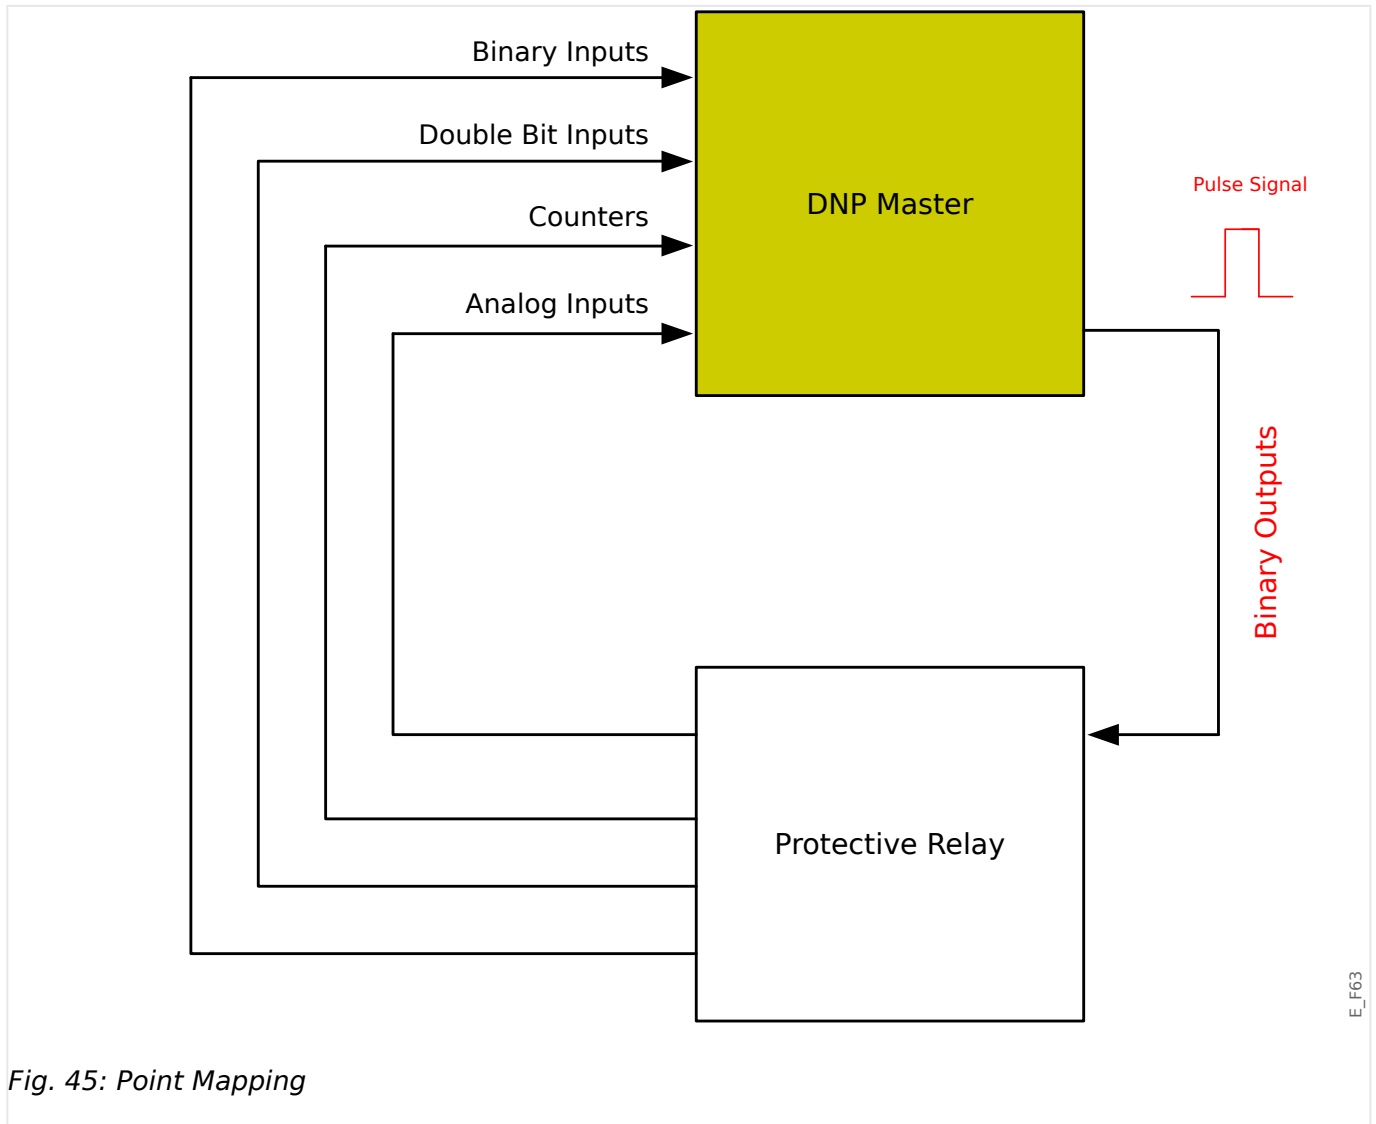 Binary Inputs
Double Bit Inputs
Counters
Analog Inputs
DNP Master
Pulse Signal
Binary Outputs
Protective Relay
E_F63
Fig. 45: Point Mapping